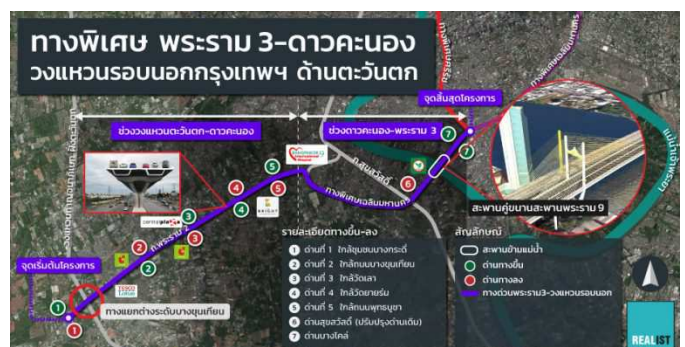 ทางพิเศษ พระราม 3-ดาวคะนอง
วงแหวนรอบนอกกรุงเทพฯ ด้านตะวันตก
จุดสิ้นสุดโครงการ
ช่วงวงแหวนตะวันตก-ดาวคะนอง
ช่วงดาวคะนอง-พระราม 3
ถ.สุขสวัสดิ์
ทางพิเศษเฉลิมมหานคร
สะพานคู่ขนานสะพานพระราม 9
แม่น้ำเจ้าพระยา
ถ.พระราม 2
จุดเริ่มต้นโครงการ
ทางแยกต่างระดับบางขุนเทียน
BRIGHT
central plaza
International Hospital
1
1
2
2
3
3
4
4
5
5
6
7
7
รายละเอียดทางขึ้น-ลง
1 ด่านที่ 1 ใกล้ชุมชนบางกระดี่
2 ด่านที่ 2 ใกล้ถนนบางขุนเทียน
3 ด่านที่ 3 ใกล้วัดเลา
4 ด่านที่ 4 ใกล้วัดยายร่ม
5 ด่านที่ 5 ใกล้ถนนพุทธบูชา
6 ด่านสุขสวัสดิ์ (ปรับปรุงด่านเดิม)
7 ด่านบางโคล่
สัญลักษณ์
สะพานข้ามแม่น้ำ
ด่านทางขึ้น
ด่านทางลง
ทางด่วนพระราม3-วงแหวนรอบนอก
REALIST